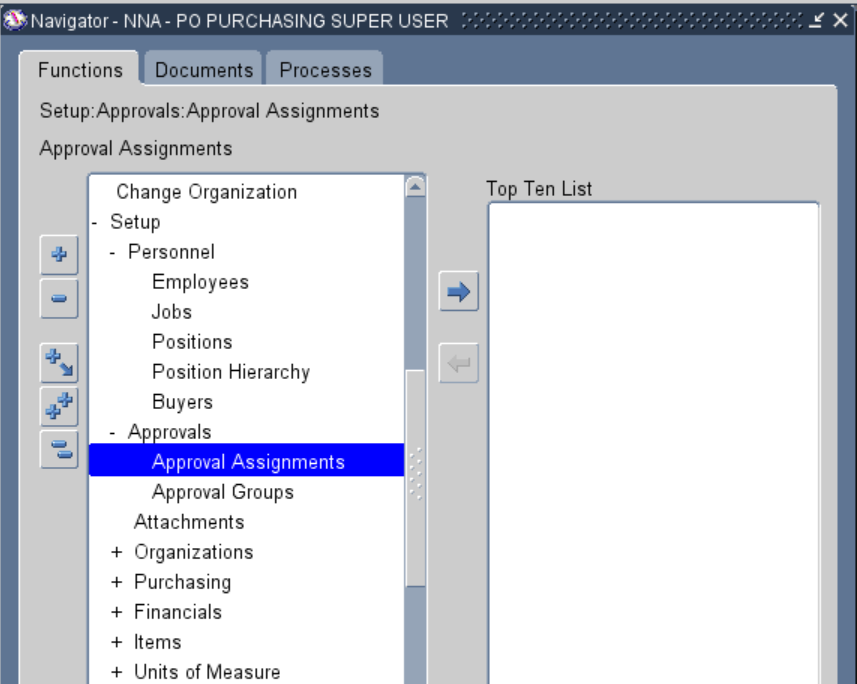 Navigator - NNA - PO PURCHASING SUPER USER
Functions Documents Processes
Setup:Approvals:Approval Assignments
Approval Assignments
Top Ten List
Change Organization
- Setup
- Personnel
Employees
Jobs
Positions
Position Hierarchy
Buyers
- Approvals
Approval Assignments
Approval Groups
Attachments
+ Organizations
+ Purchasing
+ Financials
+ Items
+ Units of Measure